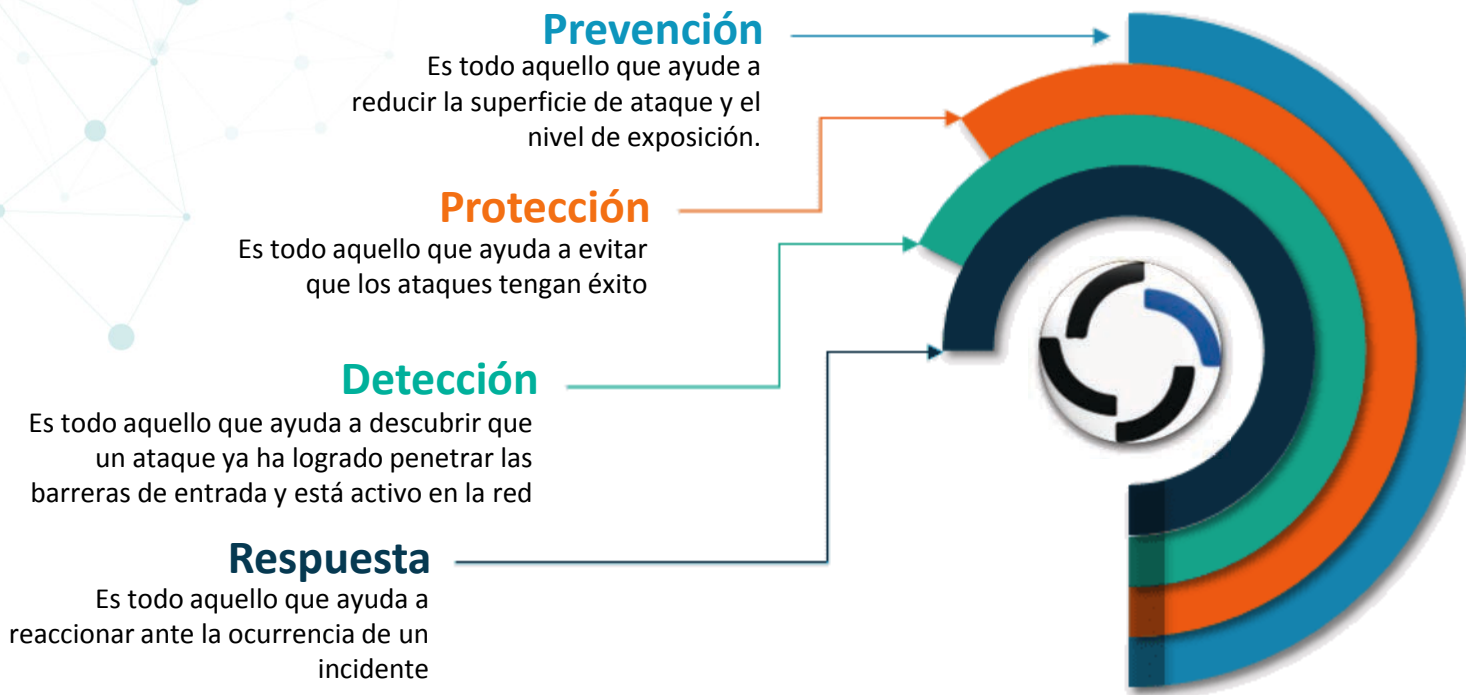 Prevención
Es todo aquello que ayude a
reducir la superficie de ataque y el
nivel de exposición.
Protección
Es todo aquello que ayuda a evitar
que los ataques tengan éxito
Detección
Es todo aquello que ayuda a descubrir que
un ataque ya ha logrado penetrar las
barreras de entrada y está activo en la red
Respuesta
Es todo aquello que ayuda a
reaccionar ante la ocurrencia de un
incidente